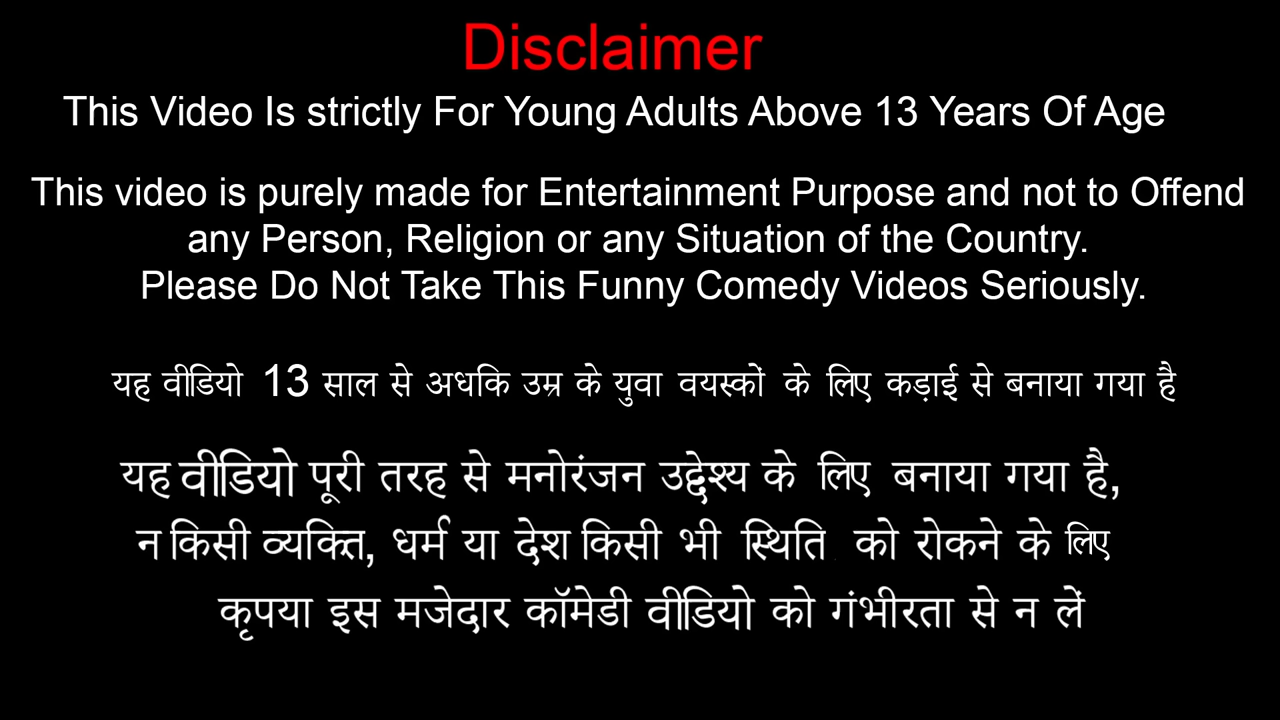 Disclaimer
This Video Is strictly For Young Adults Above 13 Years Of Age
This video is purely made for Entertainment Purpose and not to Offend
any Person, Religion or any Situation of the Country.
Please Do Not Take This Funny Comedy Videos Seriously.
यह वीडियो 13 साल से अधकि उम्र के युवा वयस्कों के लिए कड़ाई से बनाया गया है
यह वीडियो पूरी तरह से मनोरंजन उद्देश्य के लिए बनाया गया है,
न किसी व्यक्ति, धर्म या देश किसी भी स्थिति को रोकने के लिए
कृपया इस मजेदार कॉमेडी वीडियो को गंभीरता से न लें